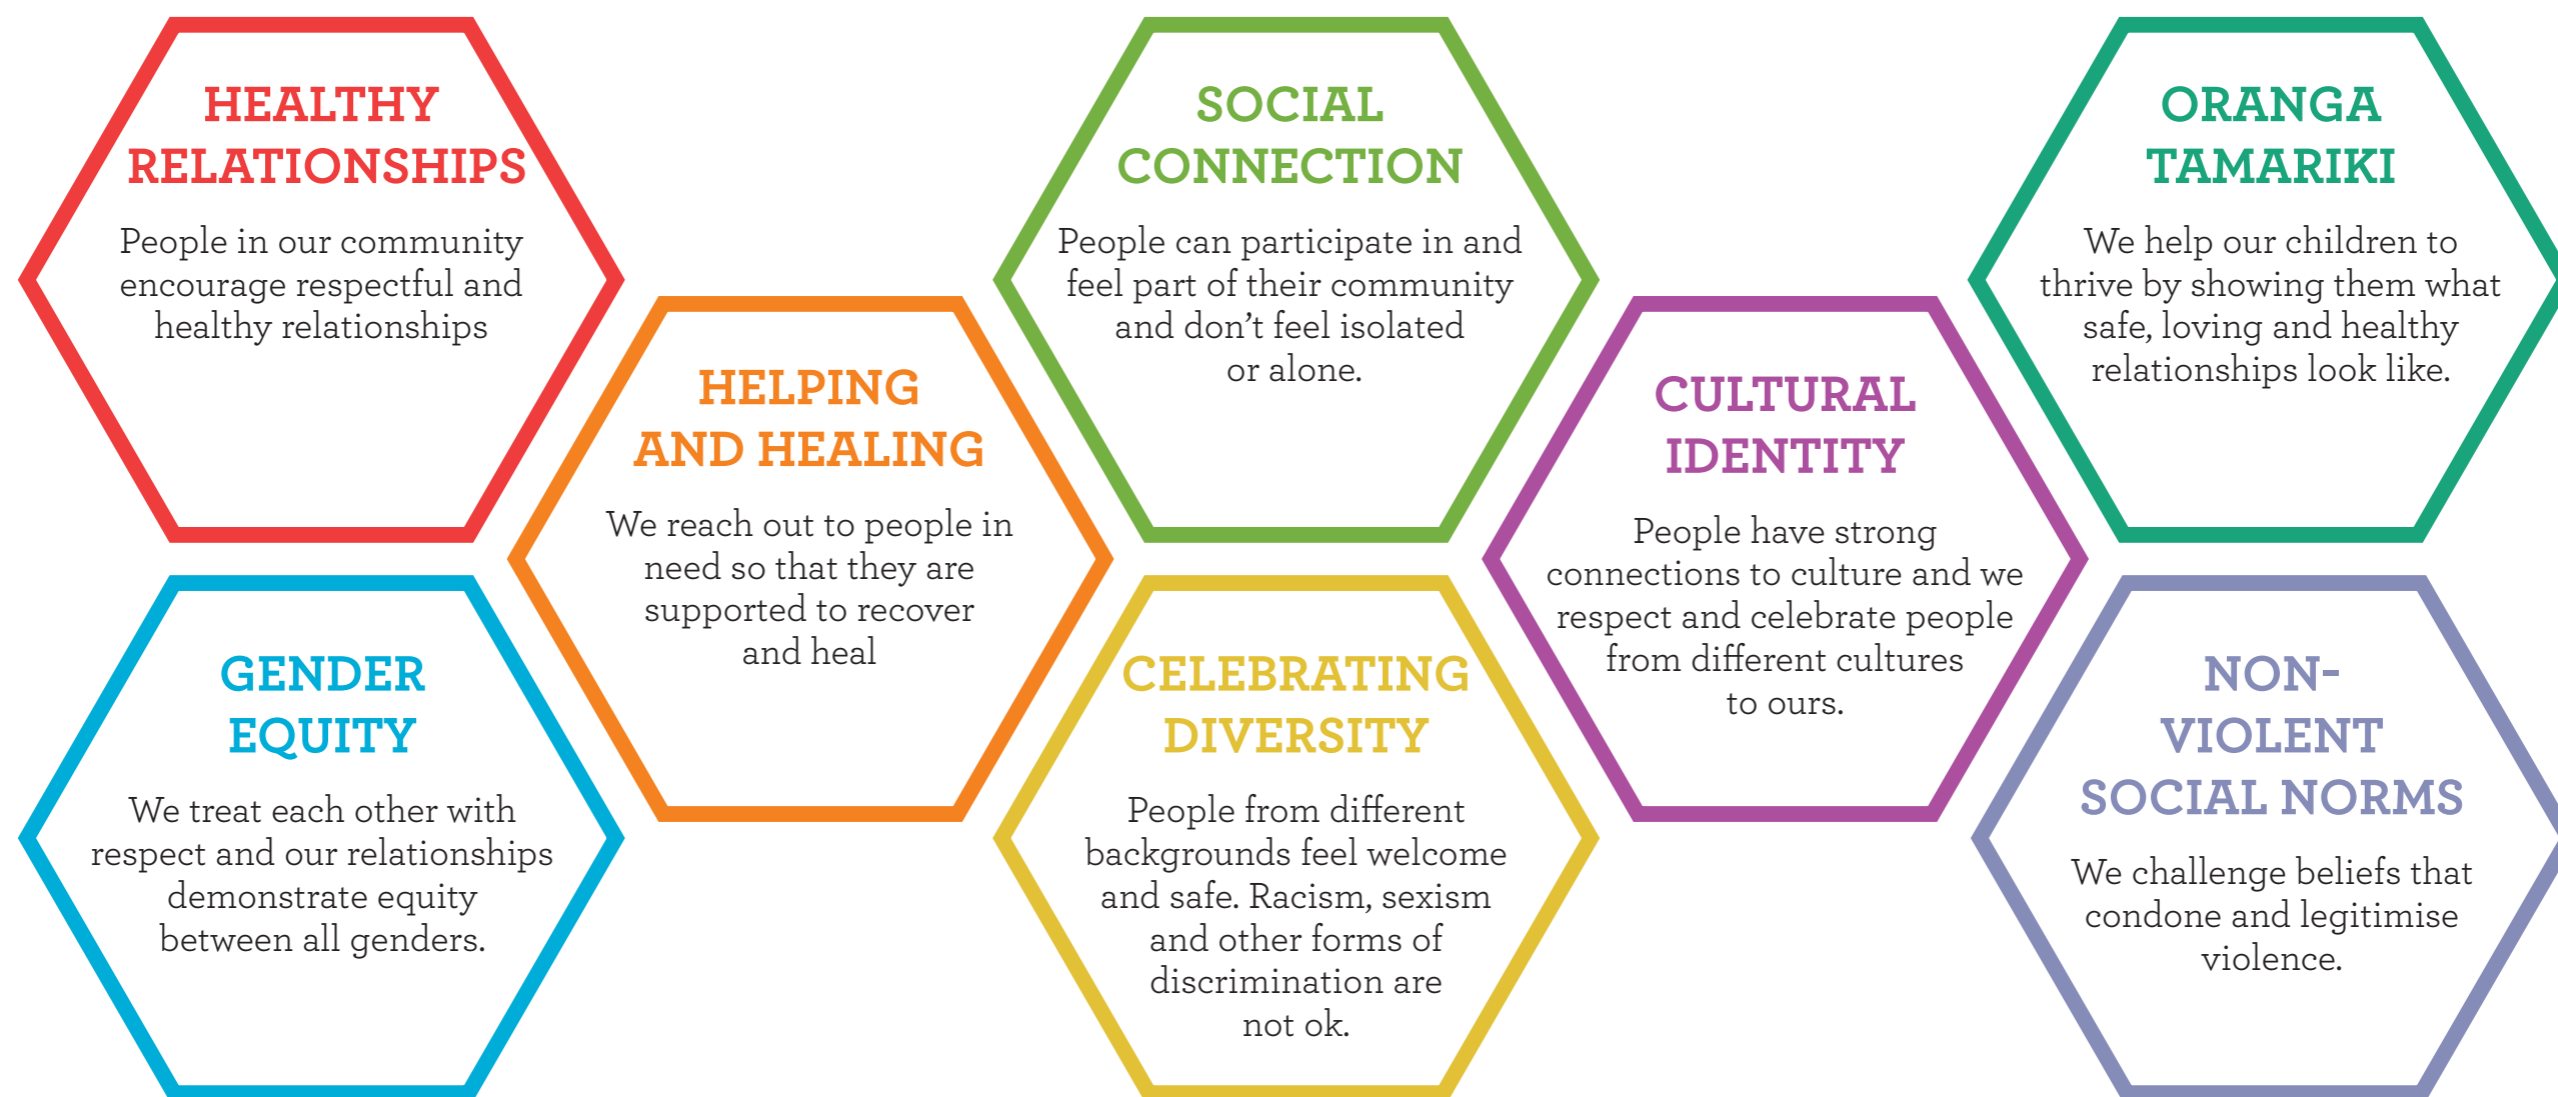 HEALTHY
RELATIONSHIPS
People in our community
encourage respectful and
healthy relationships
GENDER
EQUITY
We treat each other with
respect and our relationships
demonstrate equity
between all genders.
HELPING
AND HEALING
We reach out to people in
need so that they are
supported to recover
and heal
SOCIAL
CONNECTION
People can participate in and
feel part of their community
and don’t feel isolated
or alone.
CELEBRATING
DIVERSITY
People from different
backgrounds feel welcome
and safe. Racism, sexism
and other forms of
discrimination are
not ok.
CULTURAL
IDENTITY
People have strong
connections to culture and we
respect and celebrate people
from different cultures
to ours.
ORANGA
TAMARIKI
We help our children to
thrive by showing them what
safe, loving and healthy
relationships look like.
NON-
VIOLENT
SOCIAL NORMS
We challenge beliefs that
condone and legitimise
violence.